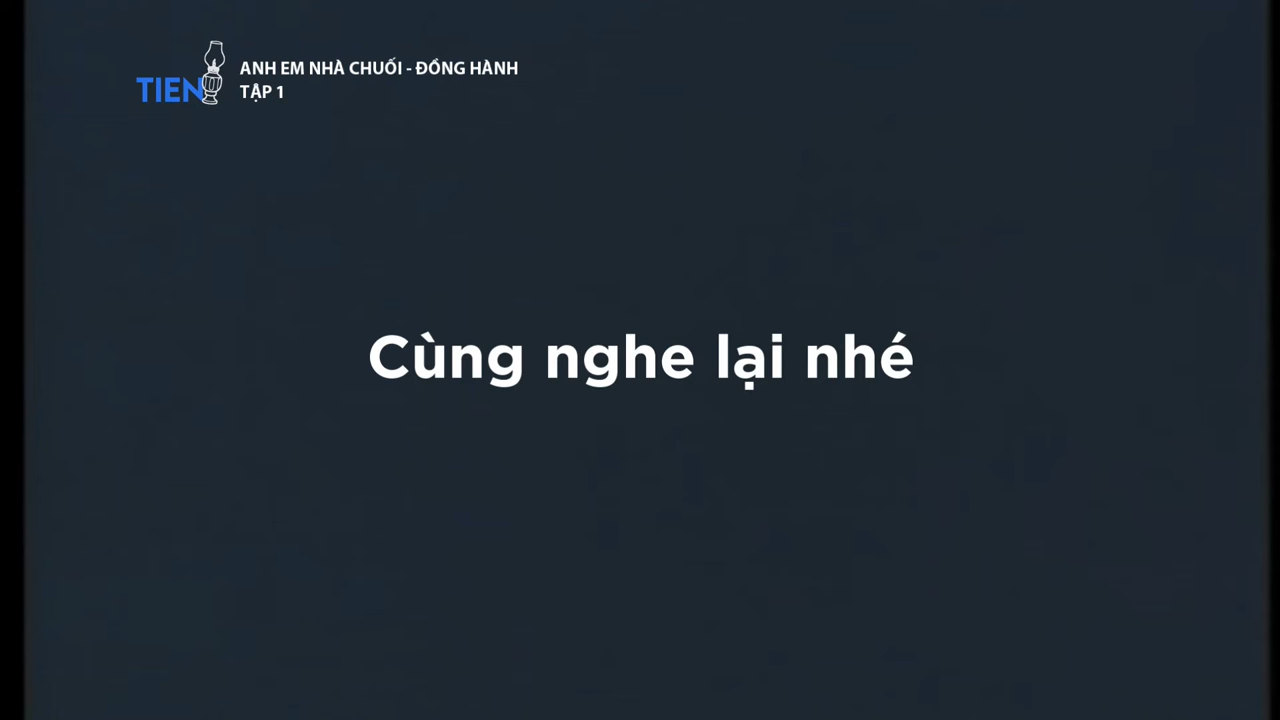 TIEN
ANH EM NHÀ CHUỐI - ĐỒNG HÀNH
TẬP 1
Cùng nghe lại nhé